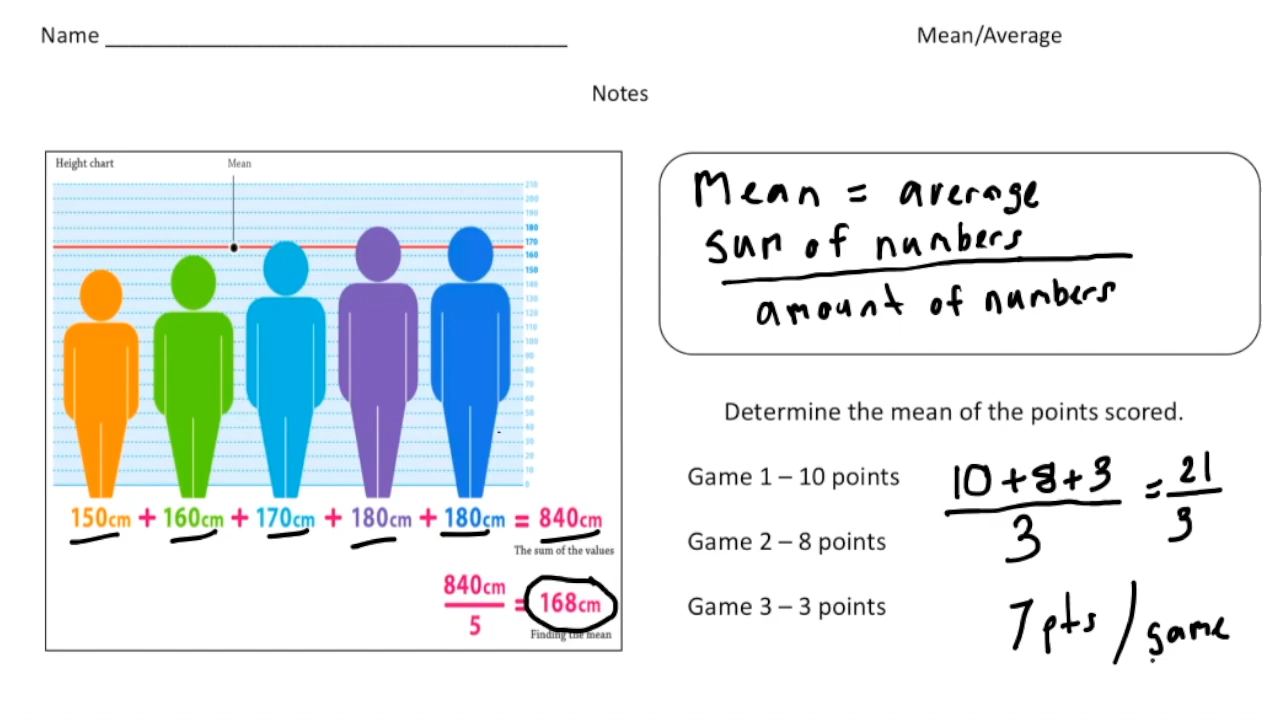 Name ___________________________ Mean/Average
Notes
Height chart
Mean
210
200
190
180
170
160
150
140
130
120
110
100
90
80
70
60
50
40
30
20
10
0
150cm + 160cm + 170cm + 180cm + 180cm = 840cm
The sum of the values
840cm
5
= 168cm
Finding the mean
Mean = average
sum of numbers
amount of numbers
Determine the mean of the points scored.
Game 1 – 10 points
Game 2 – 8 points
Game 3 – 3 points
10+8+3 = 21
3 3
7pts/game